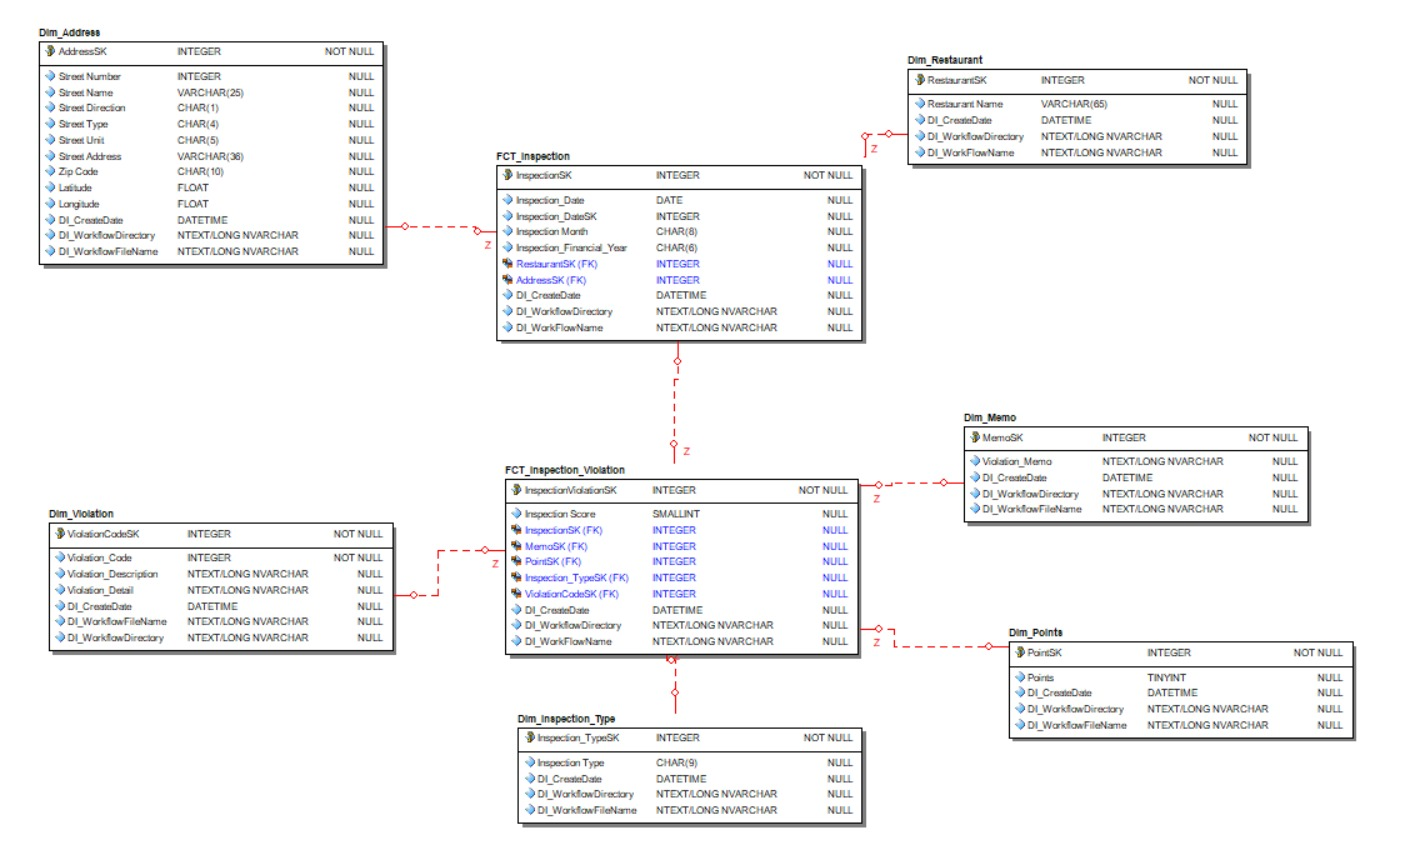 Dim_Address
AddressSK INTEGER NOT NULL
Street Number INTEGER NULL
Street Name VARCHAR(25) NULL
Street Direction CHAR(1) NULL
Street Type CHAR(4) NULL
Street Unit CHAR(5) NULL
Street Address VARCHAR(36) NULL
Zip Code CHAR(10) NULL
Latitude FLOAT NULL
Longitude FLOAT NULL
DI_CreateDate DATETIME NULL
DI_WorkflowDirectory NTEXT/LONG NVARCHAR NULL
DI_WorkflowFileName NTEXT/LONG NVARCHAR NULL
Dim_Restaurant
RestaurantSK INTEGER NOT NULL
Restaurant Name VARCHAR(65) NULL
DI_CreateDate DATETIME NULL
DI_WorkflowDirectory NTEXT/LONG NVARCHAR NULL
DI_WorkFlowName NTEXT/LONG NVARCHAR NULL
Z
FCT_Inspection
InspectionSK INTEGER NOT NULL
Inspection_Date DATE NULL
Inspection_DateSK INTEGER NULL
Inspection Month CHAR(8) NULL
Inspection_Financial_Year CHAR(6) NULL
RestaurantSK (FK) INTEGER NULL
AddressSK (FK) INTEGER NULL
DI_CreateDate DATETIME NULL
DI_WorkflowDirectory NTEXT/LONG NVARCHAR NULL
DI_WorkFlowName NTEXT/LONG NVARCHAR NULL
Z
Z
Dim_Memo
MemoSK INTEGER NOT NULL
Violation_Memo NTEXT/LONG NVARCHAR NULL
DI_CreateDate DATETIME NULL
DI_WorkflowDirectory NTEXT/LONG NVARCHAR NULL
DI_WorkflowFileName NTEXT/LONG NVARCHAR NULL
Z
FCT_Inspection_Violation
InspectionViolationSK INTEGER NOT NULL
Inspection Score SMALLINT NULL
InspectionSK (FK) INTEGER NULL
MemoSK (FK) INTEGER NULL
PointSK (FK) INTEGER NULL
Inspection_TypeSK (FK) INTEGER NULL
ViolationCodeSK (FK) INTEGER NULL
DI_CreateDate DATETIME NULL
DI_WorkflowDirectory NTEXT/LONG NVARCHAR NULL
DI_WorkFlowName NTEXT/LONG NVARCHAR NULL
Dim_Violation
ViolationCodeSK INTEGER NOT NULL
Violation_Code INTEGER NOT NULL
Violation_Description NTEXT/LONG NVARCHAR NULL
Violation_Detail NTEXT/LONG NVARCHAR NULL
DI_CreateDate DATETIME NULL
DI_WorkflowFileName NTEXT/LONG NVARCHAR NULL
DI_WorkflowDirectory NTEXT/LONG NVARCHAR NULL
Z
Z
Dim_Points
PointSK INTEGER NOT NULL
Points TINYINT NULL
DI_CreateDate DATETIME NULL
DI_WorkflowDirectory NTEXT/LONG NVARCHAR NULL
DI_WorkflowFileName NTEXT/LONG NVARCHAR NULL
Dim_Inspection_Type
Inspection_TypeSK INTEGER NOT NULL
Inspection Type CHAR(9) NULL
DI_CreateDate DATETIME NULL
DI_WorkflowDirectory NTEXT/LONG NVARCHAR NULL
DI_WorkflowFileName NTEXT/LONG NVARCHAR NULL